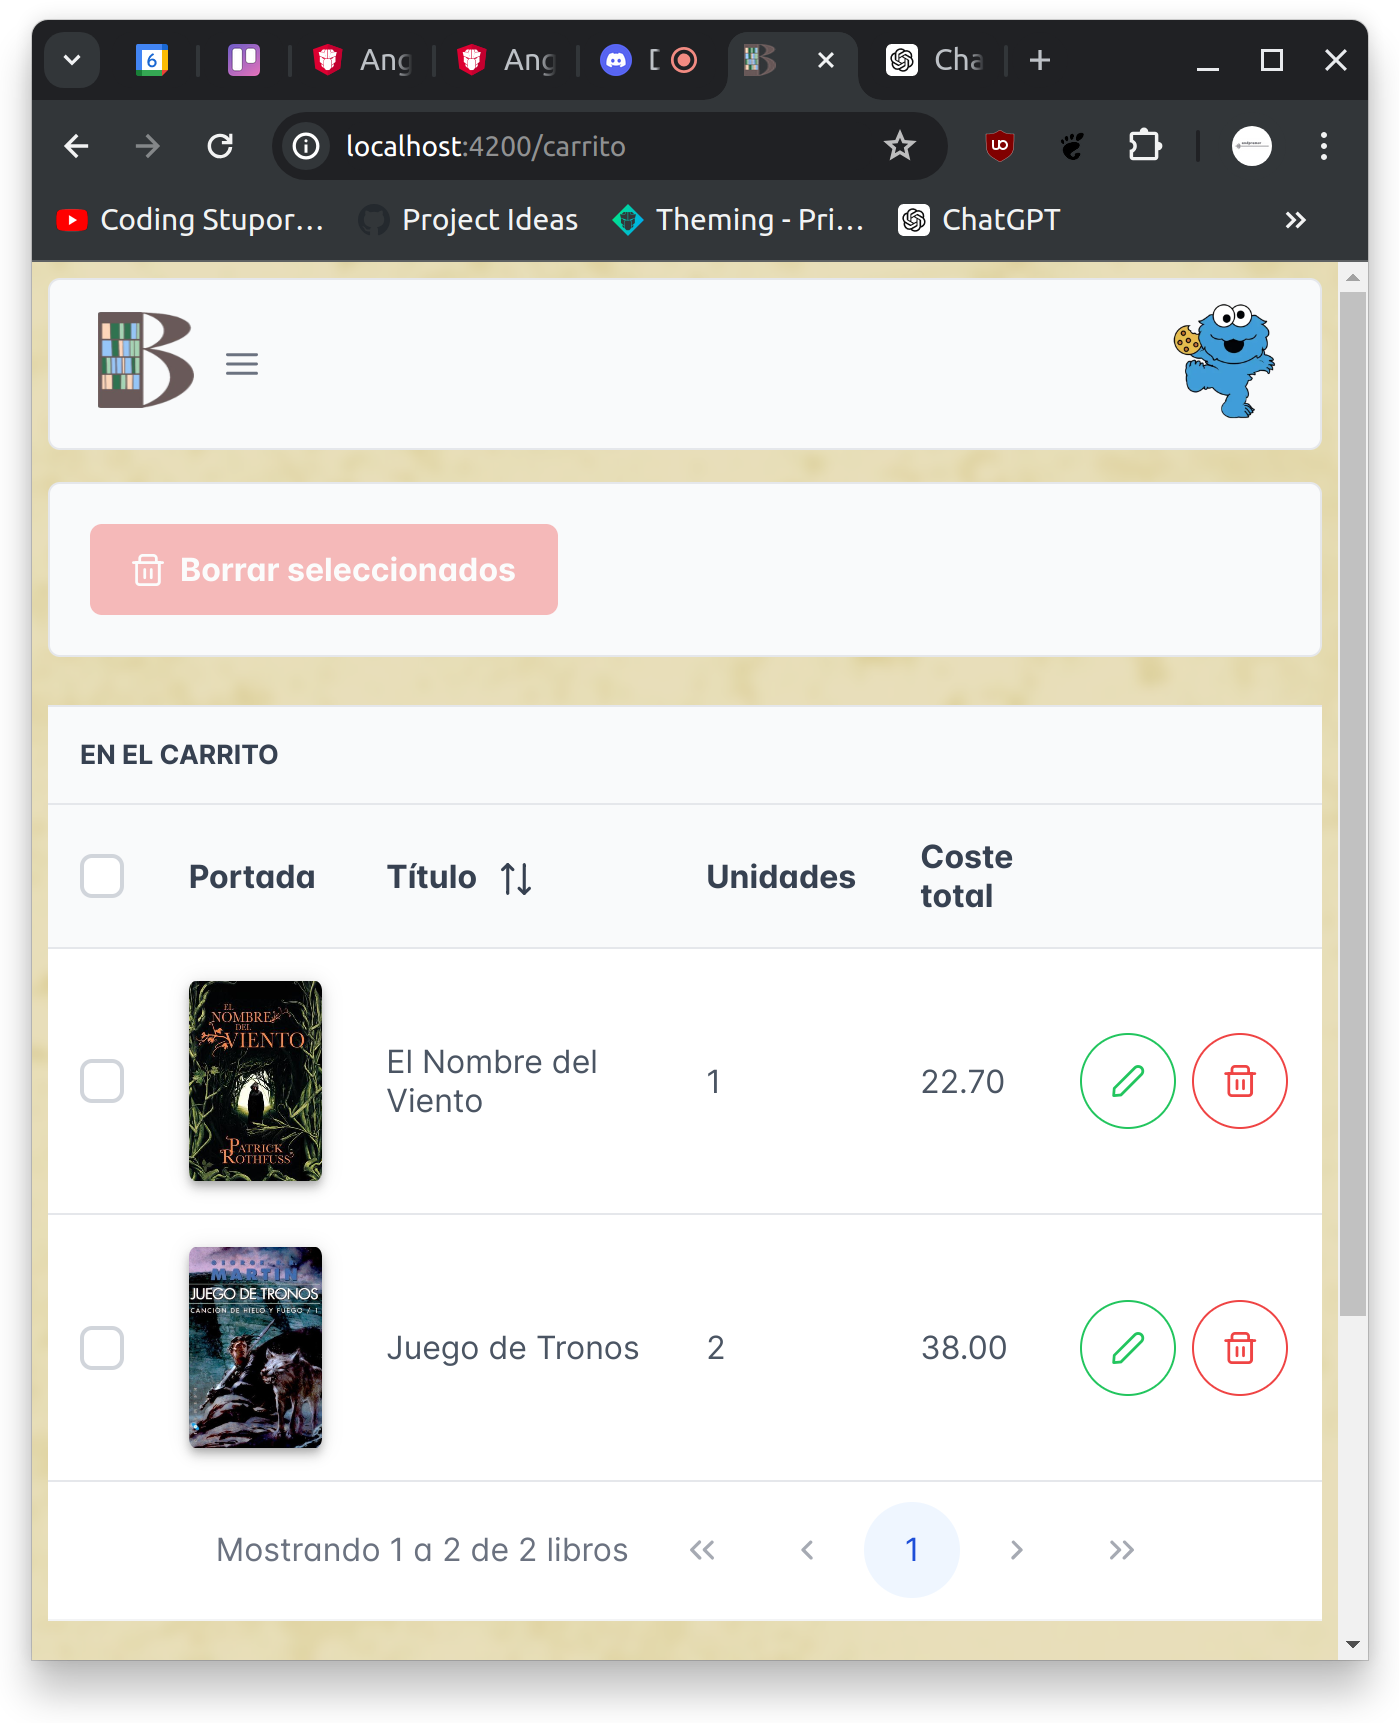 6
Ang
Ang
Cha
localhost:4200/carrito
Coding Stupor...
Project Ideas
Theming - Pri...
ChatGPT
B
Borrar seleccionados
EN EL CARRITO
Portada
Título
Unidades
Coste
total
EL
NOMBRE
DEL
VIENTO
PATRICK
ROTHFUSS
El Nombre del
Viento
1
22.70
MARTIN
JUEGO DE TRONOS
CANCIÓN DE HIELO Y FUEGO / 1
Juego de Tronos
2
38.00
Mostrando 1 a 2 de 2 libros
1